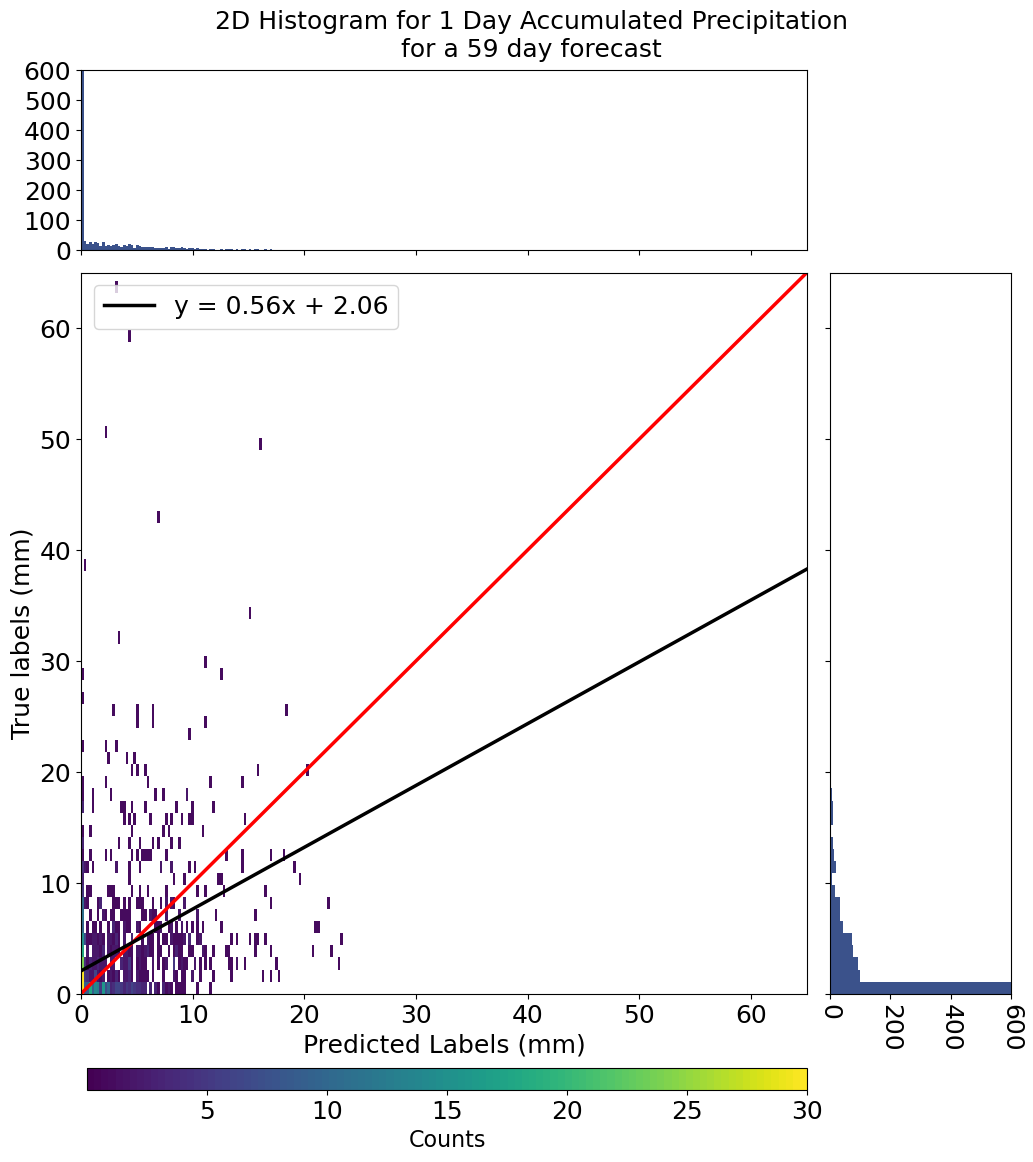 2D Histogram for 1 Day Accumulated Precipitation
for a 59 day forecast
600
500
400
300
200
100
0
y = 0.56x + 2.06
True labels (mm)
60
50
40
30
20
10
0
0 10 20 30 40 50 60
Predicted Labels (mm)
0 200 400 600
5 10 15 20 25 30
Counts